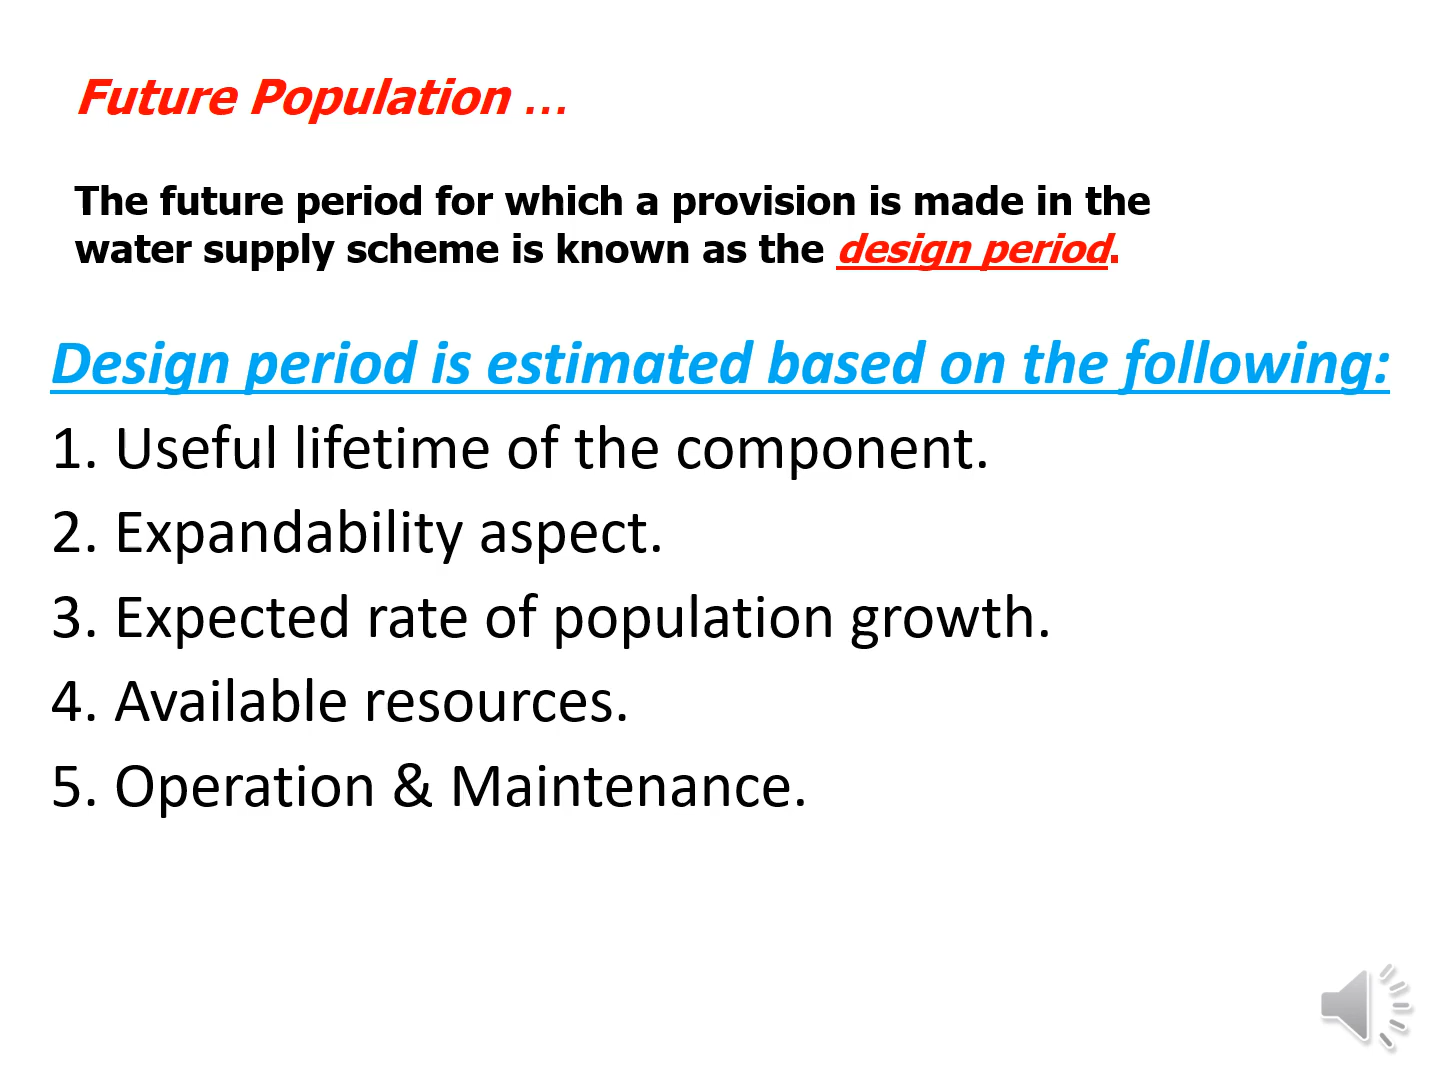 Future Population ...
The future period for which a provision is made in the
water supply scheme is known as the design period.
Design period is estimated based on the following:
1. Useful lifetime of the component.
2. Expandability aspect.
3. Expected rate of population growth.
4. Available resources.
5. Operation & Maintenance.